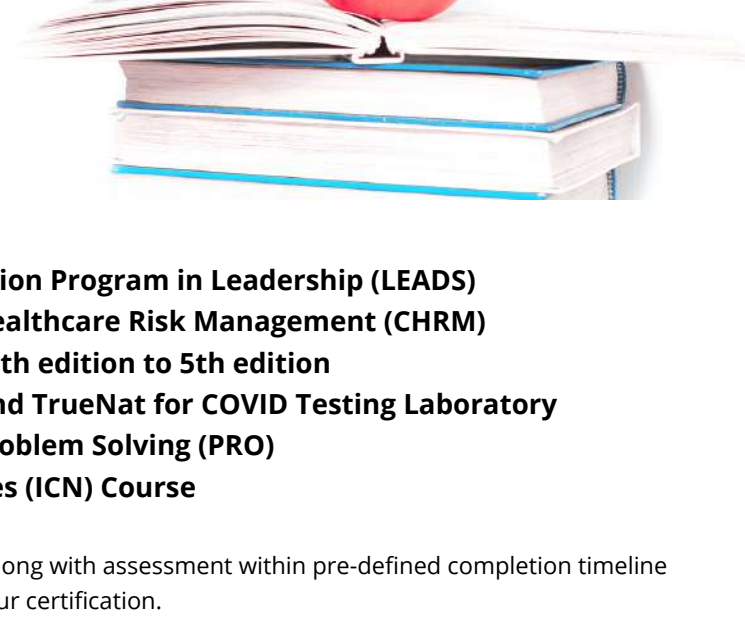 ion Program in Leadership (LEADS)
ealthcare Risk Management (CHRM)
th edition to 5th edition
nd TrueNat for COVID Testing Laboratory
oblem Solving (PRO)
es (ICN) Course
ong with assessment within pre-defined completion timeline
ur certification.